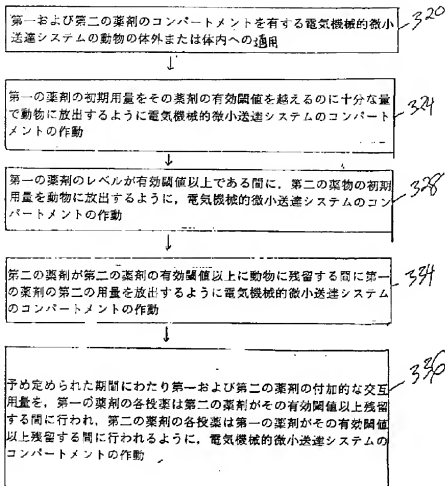 第一および第二の薬剤のコンパートメントを有する電気機械的微小
送達システムの動物の体外または体内への適用
320
第一の薬剤の初期用量をその薬剤の有効閾値を越えるのに十分な量
で動物に放出するように電気機械的微小送達システムのコンパート
メントの作動
324
第一の薬剤のレベルが有効閾値以上である間に,第二の薬物の初期
用量を動物に放出するように,電気機械的微小送達システムのコン
パートメントの作動
328
第二の薬剤が第二の薬剤の有効閾値以上に動物に残留する間に第一
の薬剤の第二の用量を放出するように電気機械的微小送達システム
のコンパートメントの作動
334
予め定められた期間にわたり第一および第二の薬剤の付加的な交互
用量を,第一の薬剤の各投薬は第二の薬剤がその有効閾値以上残留
する間に行われ,第二の薬剤の各投薬は第一の薬剤がその有効閾値
以上残留する間に行われるように,電気機械的微小送達システムの
コンパートメントの作動
336